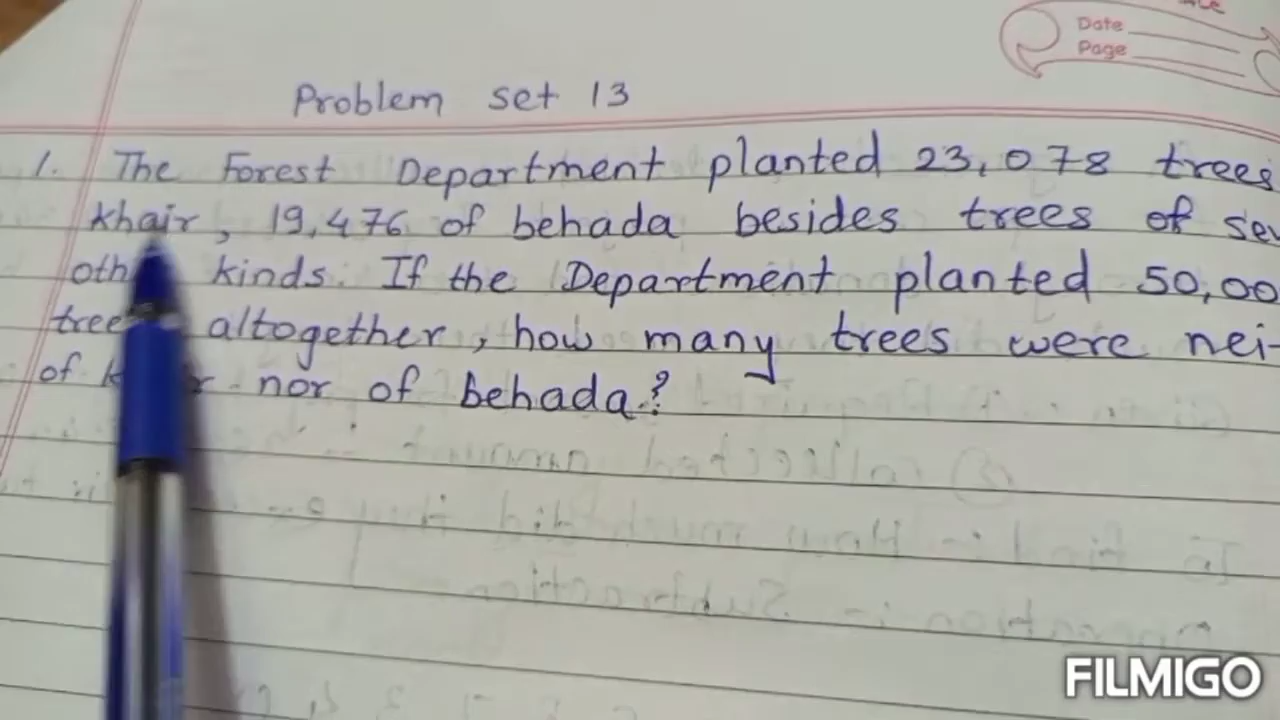 Date
Page
Problem set 13
1. The Forest Department planted 23,078 trees
khair, 19,476 of behada besides trees of
kinds. If the Department planted 50,00
altogether, how many trees were nei-
of nor of behada?
FILMIGO